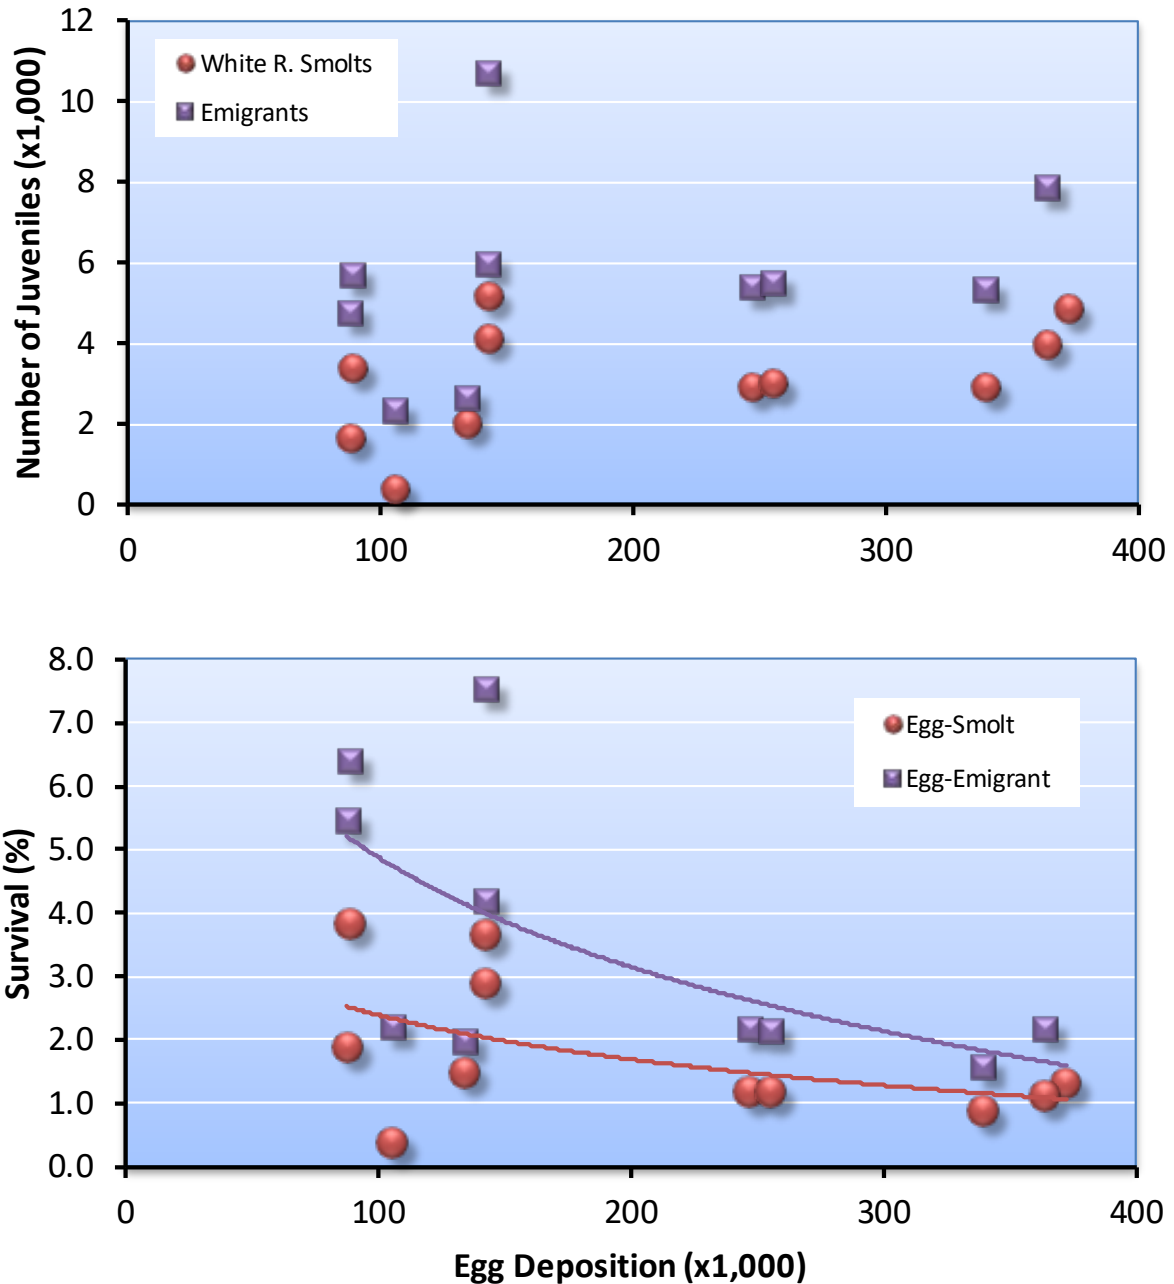 Number of Juveniles (x1,000)
12
10
8
6
4
2
0
White R. Smolts
Emigrants
0 100 200 300 400
Survival (%)
8.0
7.0
6.0
5.0
4.0
3.0
2.0
1.0
0.0
Egg-Smolt
Egg-Emigrant
0 100 200 300 400
Egg Deposition (x1,000)